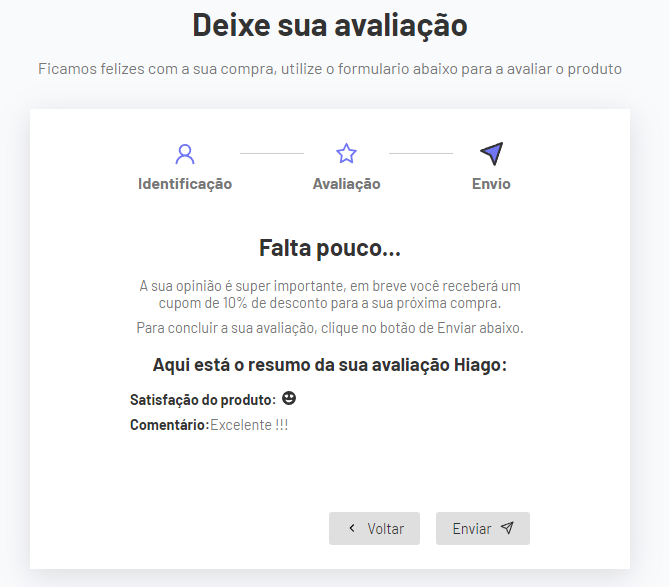 Deixe sua avaliação
Ficamos felizes com a sua compra, utilize o formulario abaixo para a avaliar o produto
Identificação Avaliação Envio
Falta pouco...
A sua opinião é super importante, em breve você receberá um
cupom de 10% de desconto para a sua próxima compra.
Para concluir a sua avaliação, clique no botão de Enviar abaixo.
Aqui está o resumo da sua avaliação Hiago:
Satisfação do produto:
Comentário:Excelente !!!
Voltar Enviar